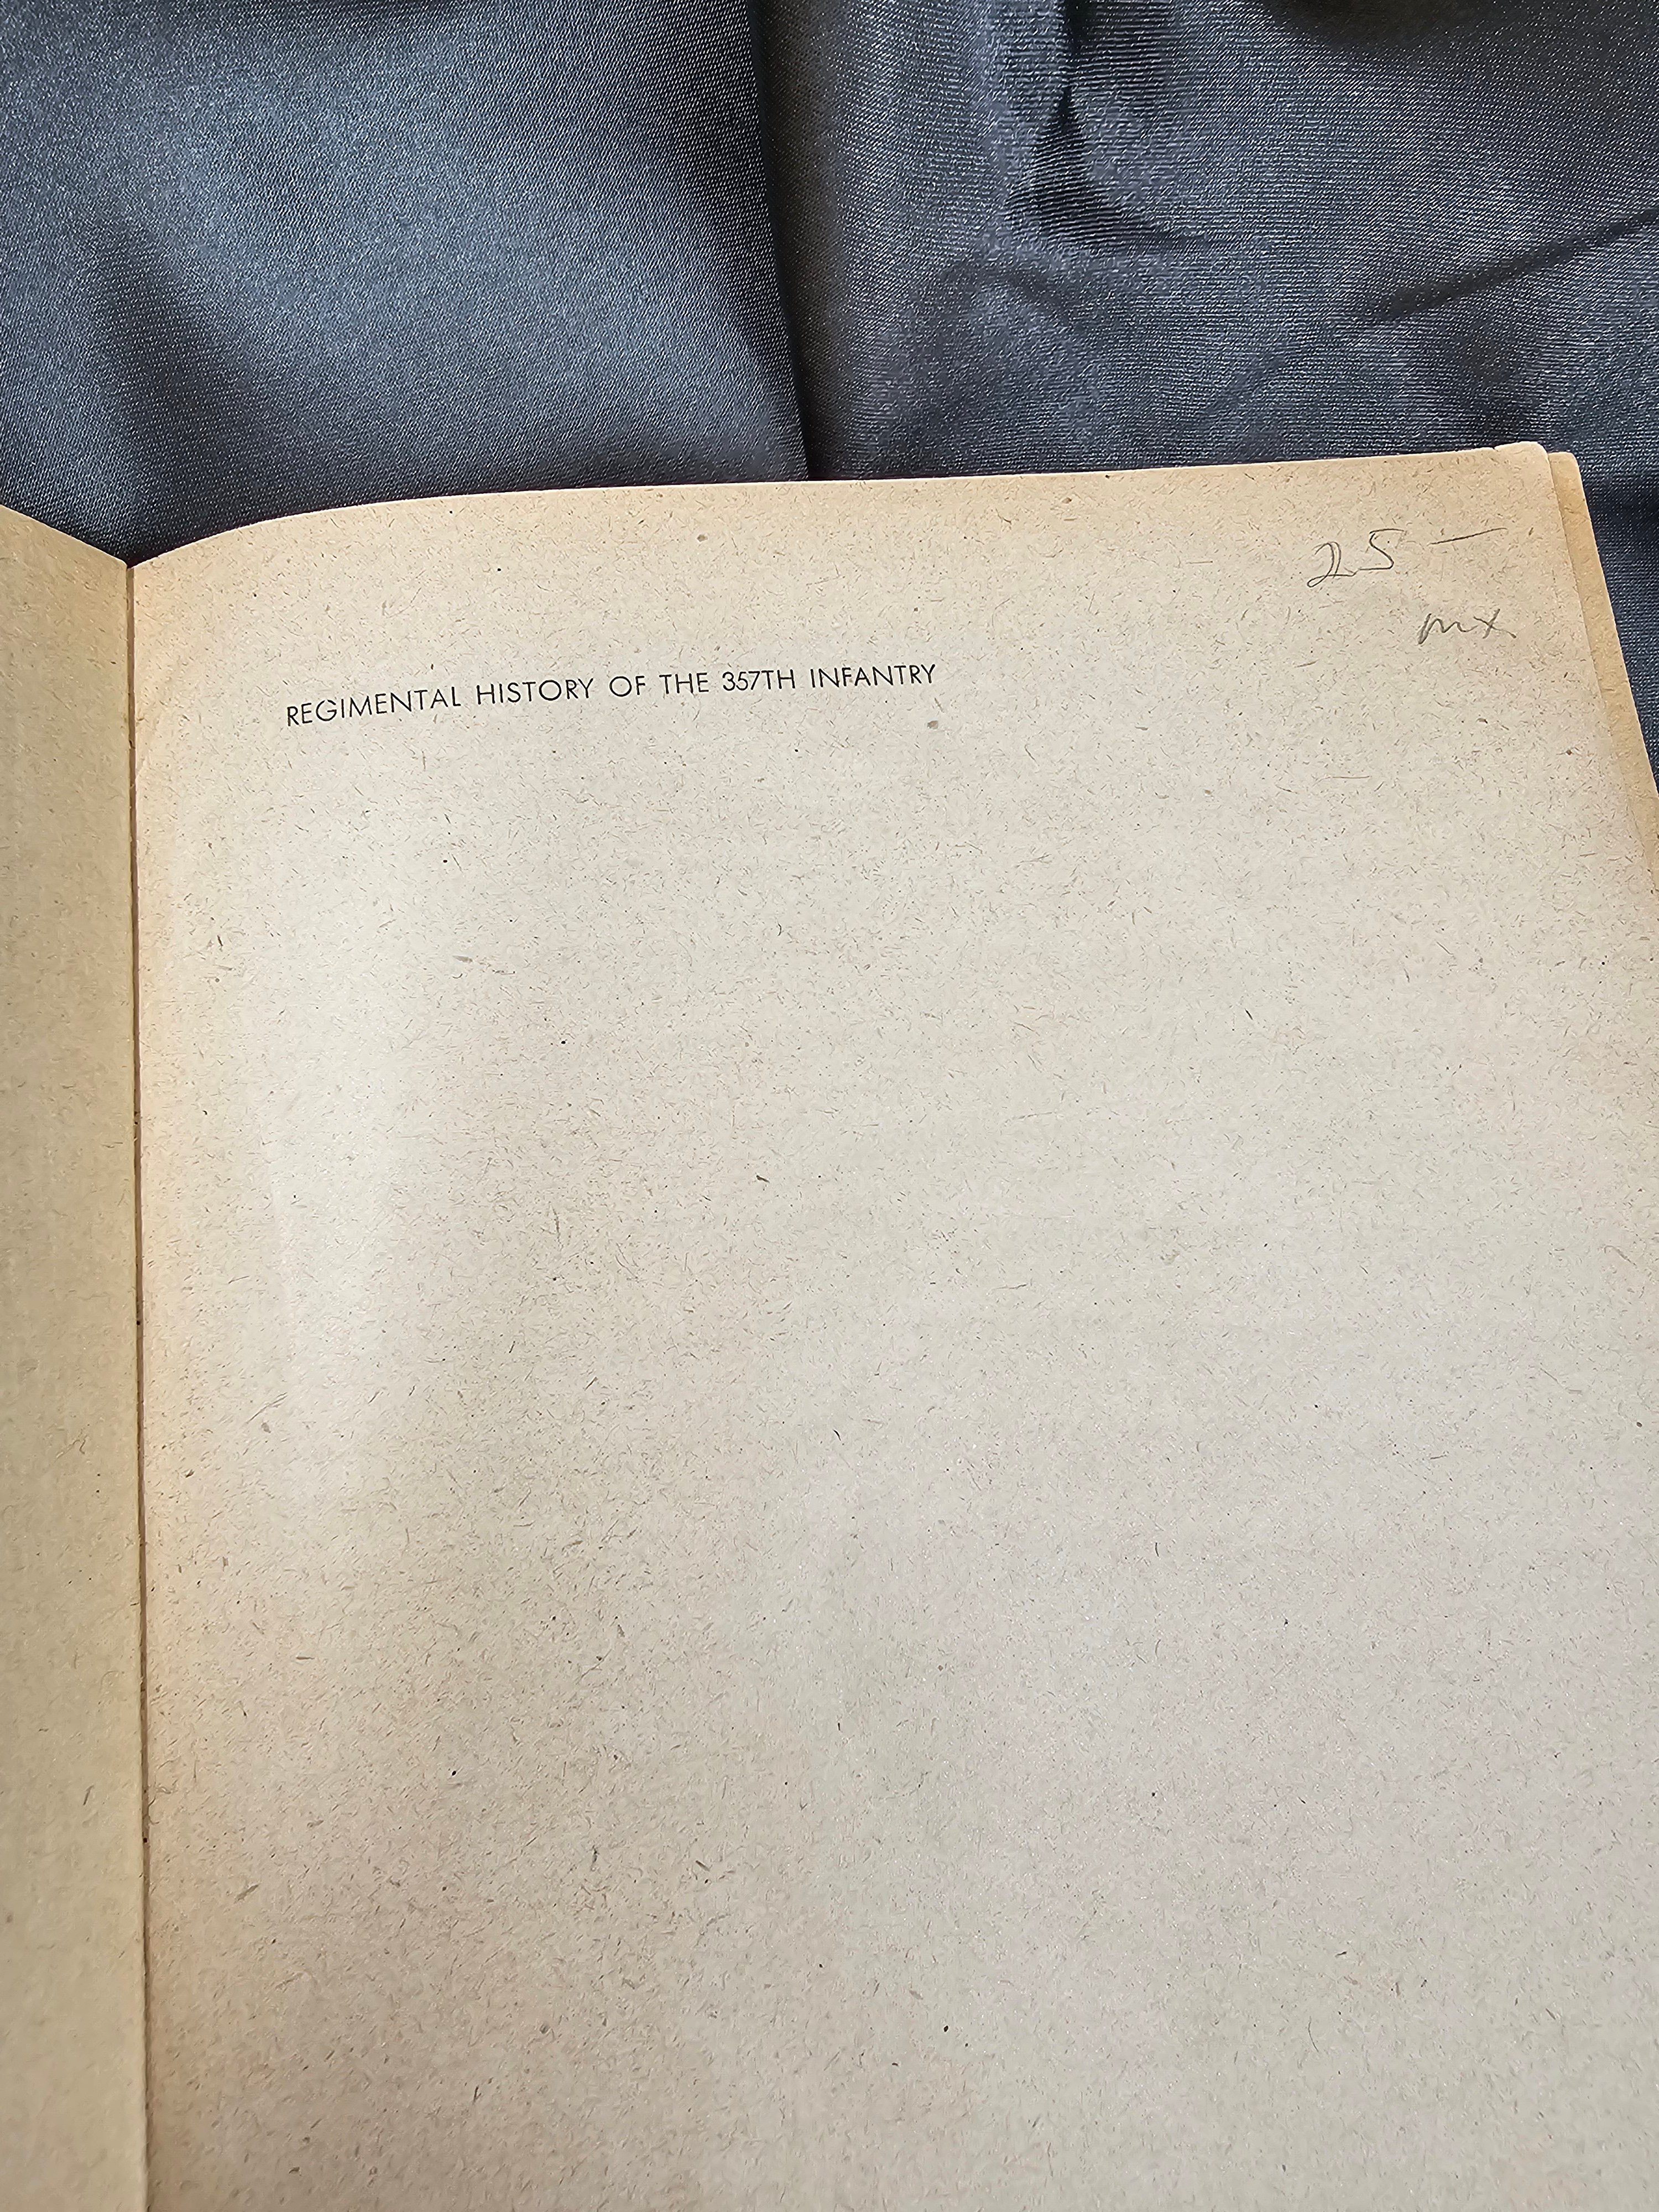 25 —
mx
REGIMENTAL HISTORY OF THE 357TH INFANTRY